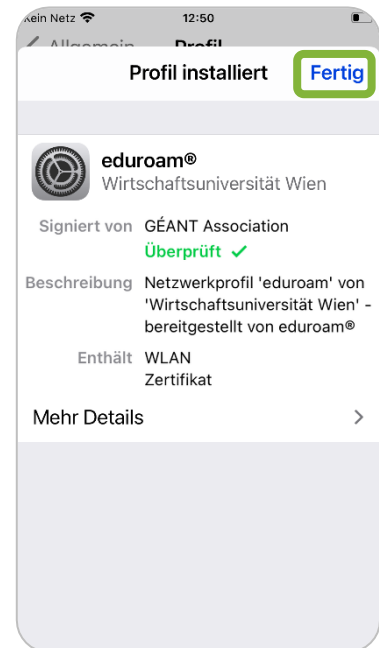 Kein Netz 12:50
Allgemein Profil
Profil installiert Fertig
eduroam®
Wirtschaftsuniversität Wien
Signiert von GÉANT Association
Überprüft ✓
Beschreibung Netzwerkprofil 'eduroam' von
'Wirtschaftsuniversität Wien' -
bereitgestellt von eduroam®
Enthält WLAN
Zertifikat
Mehr Details